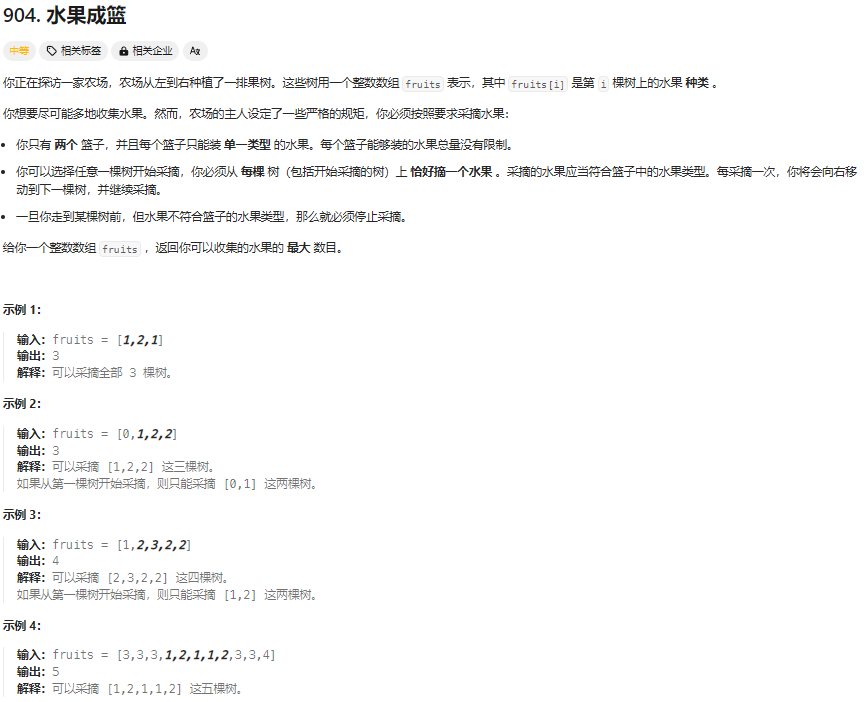 904. 水果成篮
中等 相关标签 相关企业 Aʑ
你正在探访一家农场，农场从左到右种植了一排果树。这些树用一个整数数组 fruits 表示，其中 fruits[i] 是第 i 棵树上的水果 种类 。
你想要尽可能多地收集水果。然而，农场的主人设定了一些严格的规矩，你必须按照要求采摘水果：
• 你只有 两个 篮子，并且每个篮子只能装 单一类型 的水果。每个篮子能够装的水果总量没有限制。
• 你可以选择任意一棵树开始采摘，你必须从 每棵 树（包括开始采摘的树）上 恰好摘一个水果 。采摘的水果应当符合篮子中的水果类型。每采摘一次，你将会向右移
动到下一棵树，并继续采摘。
• 一旦你走到某棵树前，但水果不符合篮子的水果类型，那么就必须停止采摘。
给你一个整数数组 fruits ，返回你可以收集的水果的 最大 数目。
示例 1：
输入：fruits = [1,2,1]
输出：3
解释：可以采摘全部 3 棵树。
示例 2：
输入：fruits = [0,1,2,2]
输出：3
解释：可以采摘 [1,2,2] 这三棵树。
如果从第一棵树开始采摘，则只能采摘 [0,1] 这两棵树。
示例 3：
输入：fruits = [1,2,3,2,2]
输出：4
解释：可以采摘 [2,3,2,2] 这四棵树。
如果从第一棵树开始采摘，则只能采摘 [1,2] 这两棵树。
示例 4：
输入：fruits = [3,3,3,1,2,1,1,2,3,3,4]
输出：5
解释：可以采摘 [1,2,1,1,2] 这五棵树。